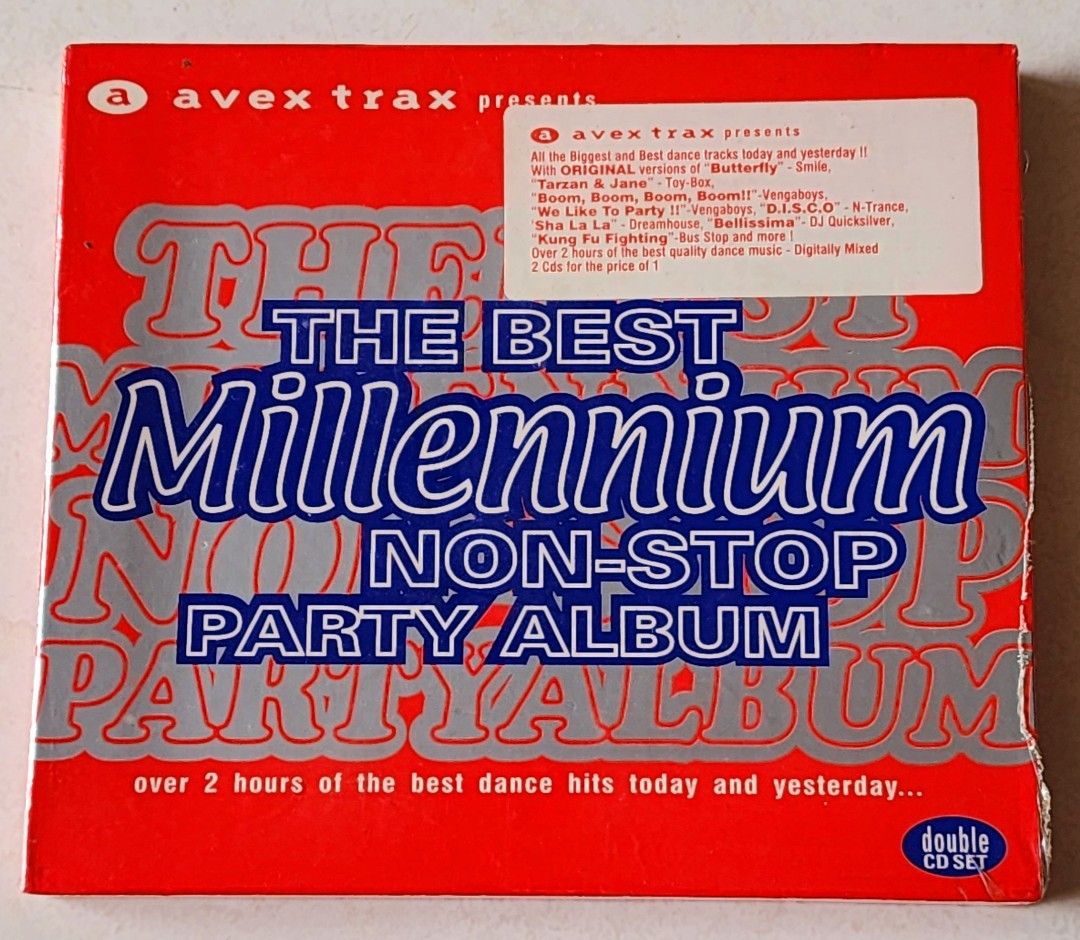 a avex trax presents
a avex trax presents
All the Biggest and Best dance tracks today and yesterday !!
With ORIGINAL versions of "Butterfly" - Smile,
"Tarzan & Jane" - Toy-Box,
"Boom, Boom, Boom, Boom!!"-Vengaboys,
"We Like To Party !!"-Vengaboys, "D.I.S.C.O" - N-Trance,
'Sha La La" - Dreamhouse, "Bellissima" - DJ Quicksilver,
"Kung Fu Fighting"-Bus Stop and more !
Over 2 hours of the best quality dance music - Digitally Mixed
2 Cds for the price of 1
THE BEST
Millennium
NON-STOP
PARTY ALBUM
PARTY ALBUM
over 2 hours of the best dance hits today and yesterday...
double
CD SET